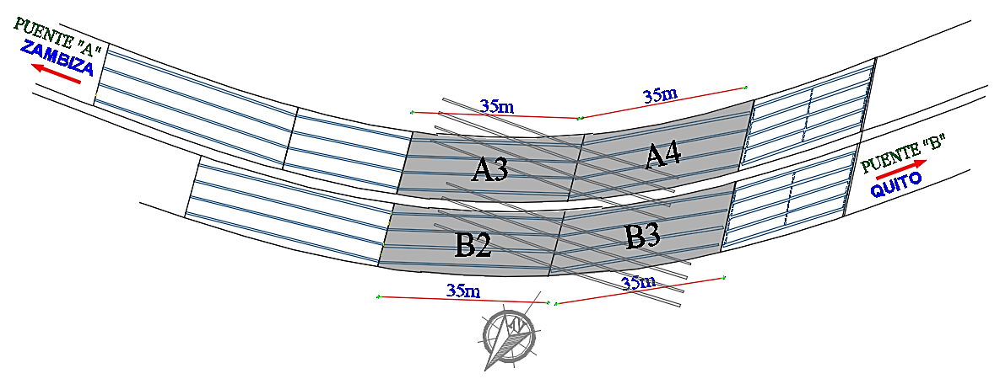 PUENTE "A"
ZAMBIZA
35m
35m
A3
A4
PUENTE "B"
QUITO
B2
B3
35m
35m
N